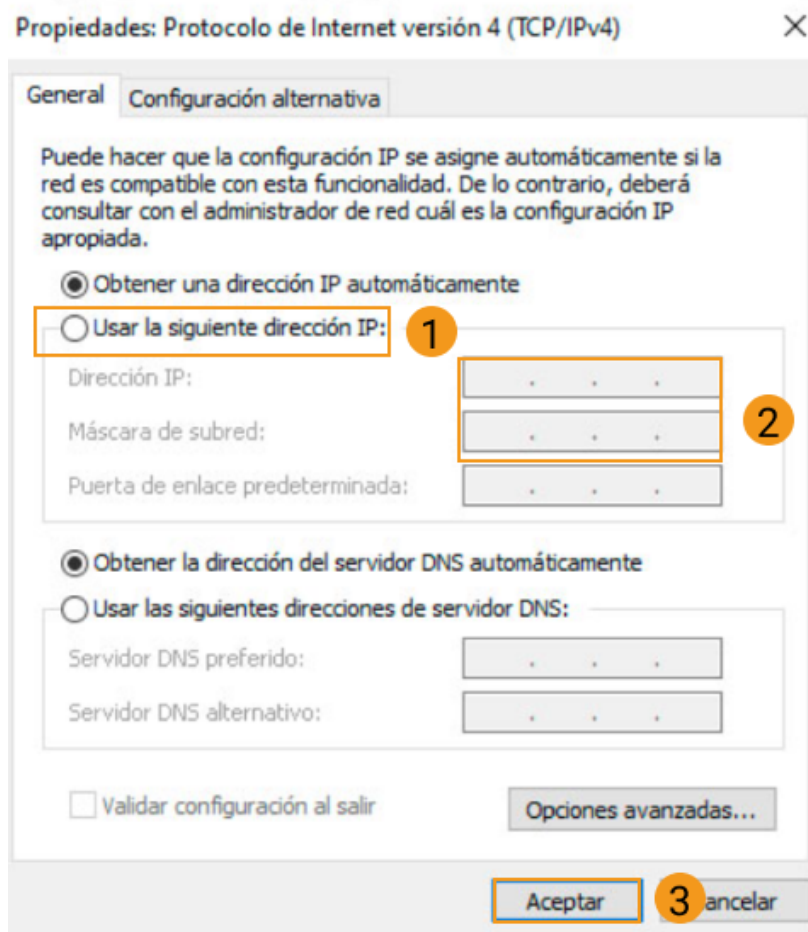 Propiedades: Protocolo de Internet versión 4 (TCP/IPv4)
General
Configuración alternativa
Puede hacer que la configuración IP se asigne automáticamente si la
red es compatible con esta funcionalidad. De lo contrario, deberá
consultar con el administrador de red cuál es la configuración IP
apropiada.
Obtener una dirección IP automáticamente
Usar la siguiente dirección IP:
1
Dirección IP:
Máscara de subred:
2
Puerta de enlace predeterminada:
Obtener la dirección del servidor DNS automáticamente
Usar las siguientes direcciones de servidor DNS:
Servidor DNS preferido:
Servidor DNS alternativo:
Validar configuración al salir
Opciones avanzadas...
Aceptar
3
ancelar